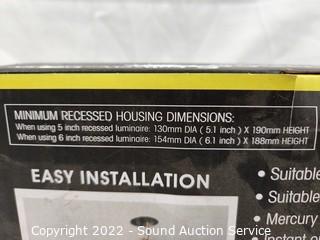 MINIMUM RECESSED HOUSING DIMENSIONS:
When using 5 inch recessed luminaire: 130mm DIA ( 5.1 inch ) X 190mm HEIGHT
When using 6 inch recessed luminaire: 154mm DIA ( 6.1 inch ) X 188mm HEIGHT
EASY INSTALLATION
• Suitable
• Suitable
• Mercury
• Instant
Copyright 2022 - Sound Auction Service